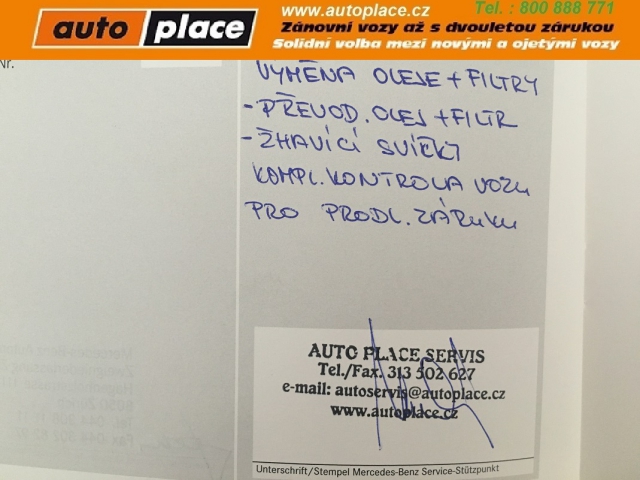 auto place
www.autoplace.cz
Tel. : 800 888 771
Zánovní vozy až s dvouletou zárukou
Solidní volba mezi novými a ojetými vozy
Nr.
VÝMĚNA OLEJE + FILTRY
- PŘEVOD. OLEJ + FILTR
- ŽHAVÍCÍ SVÍČKY
KOMPL. KONTROLA VOZU
PRO PRODL. ZÁRUKU
AUTO PLACE SERVIS
Tel./Fax. 313 502 627
e-mail: autoservis@autoplace.cz
www.autoplace.cz
Unterschrift/Stempel Mercedes-Benz Service-Stützpunkt